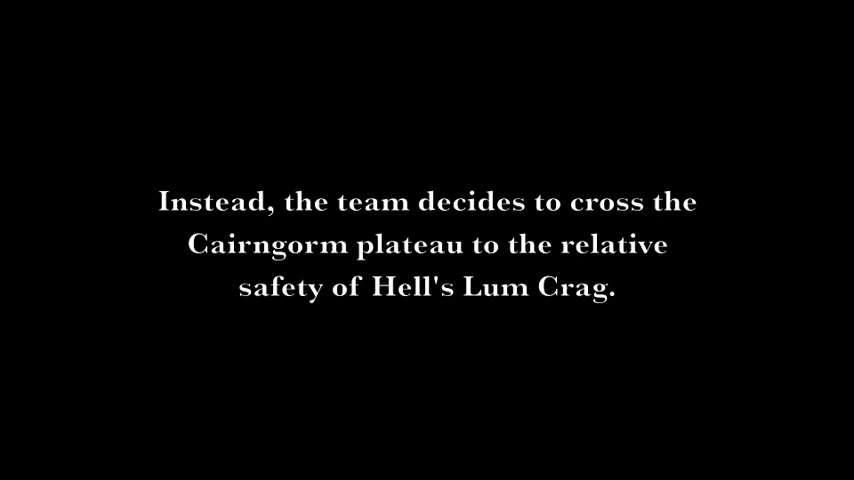 Instead, the team decides to cross the
Cairngorm plateau to the relative
safety of Hell's Lum Crag.